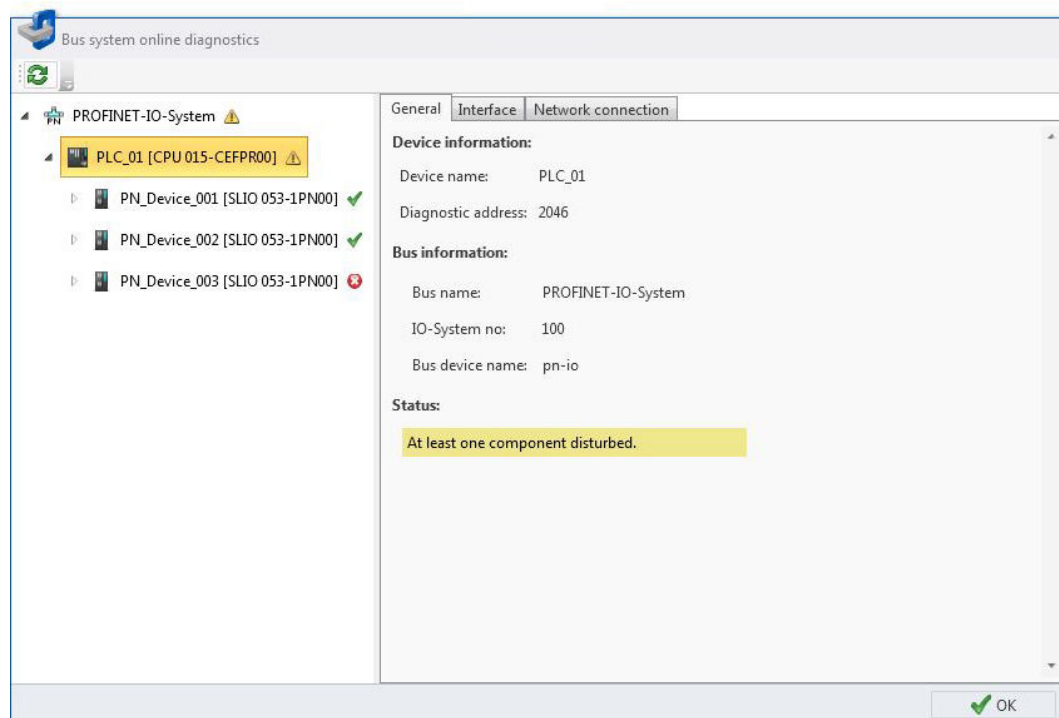 Bus system online diagnostics
PROFINET-IO-System
PLC_01 [CPU 015-CEFPR00]
PN_Device_001 [SLIO 053-1PN00]
PN_Device_002 [SLIO 053-1PN00]
PN_Device_003 [SLIO 053-1PN00]
General Interface Network connection
Device information:
Device name: PLC_01
Diagnostic address: 2046
Bus information:
Bus name: PROFINET-IO-System
IO-System no: 100
Bus device name: pn-io
Status:
At least one component disturbed.
OK